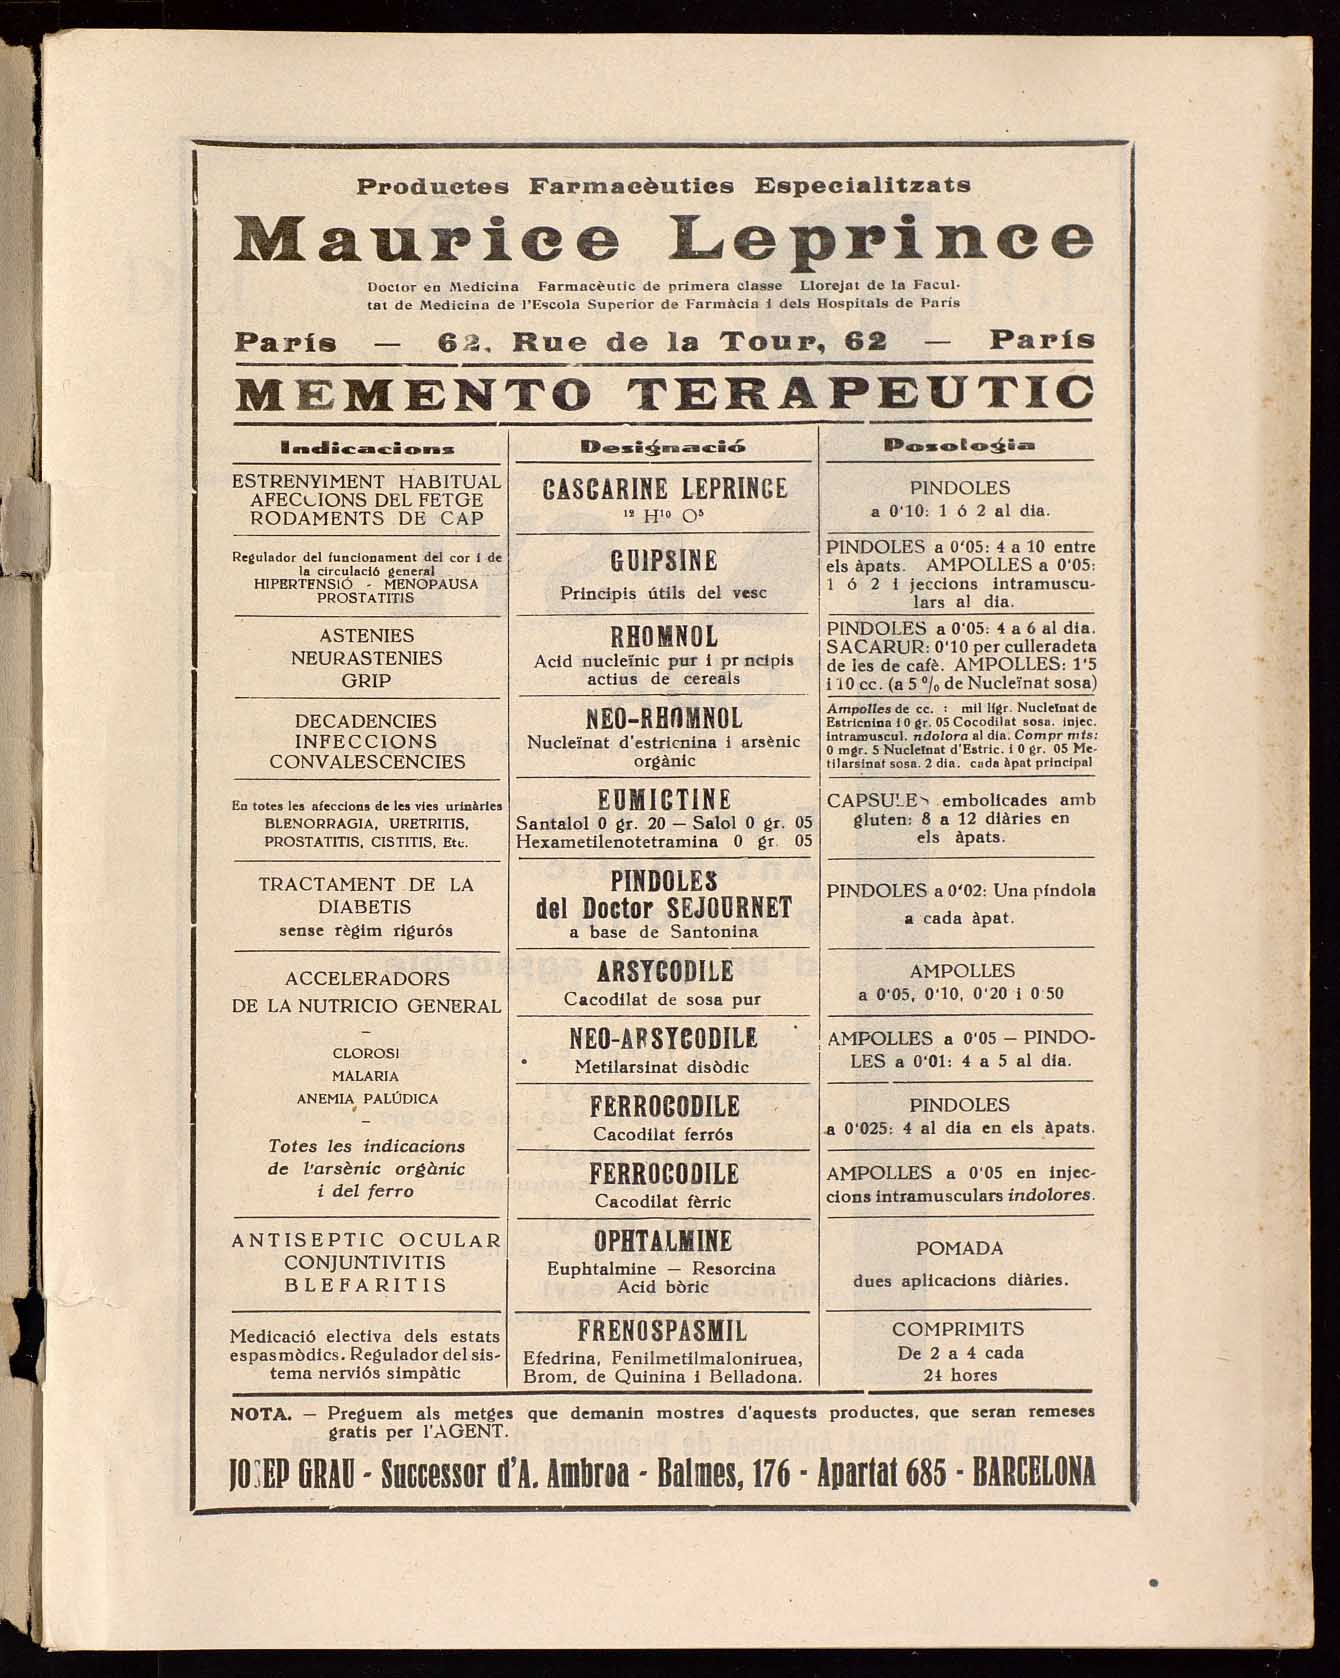 Productes Farmacèutics Especialitzats
Maurice Leprince
Doctor en Medicina Farmacèutic de primera classe Llorejat de la Facul-
tat de Medicina de l'Escola Superior de Farmàcia i dels Hospitals de París
París — 62, Rue de la Tour, 62 — París
MEMENTO TERAPEUTIC
Indicacions
Designació
Posología
ESTRENYIMENT HABITUAL
AFECCIONS DEL FETGE
RODAMENTS DE CAP
CASCARINE LEPRINCE
¹² H¹⁰ O⁵
PINDOLES
a 0'10: 1 ó 2 al dia.
Regulador del funcionament del cor i de
la circulació general
HIPERTENSIÓ - MENOPAUSA
PROSTATITIS
GUIPSINE
Principis útils del vesc
PINDOLES a 0'05: 4 a 10 entre
els àpats. AMPOLLES a 0'05:
1 ó 2 i jeccions intramuscu-
lars al dia.
ASTENIES
NEURASTENIES
GRIP
RHOMNOL
Acid nucleïnic pur i pr ncipis
actius de cereals
PINDOLES a 0'05: 4 a 6 al dia.
SACARUR: 0'10 per culleradeta
de les de cafè. AMPOLLES: 1'5
i 10 cc. (a 5 % de Nucleïnat sosa)
DECADENCIES
INFECCIONS
CONVALESCENCIES
NEO-RHOMNOL
Nucleïnat d'estricnina i arsènic
orgànic
Ampolles de cc. : mil lígr. Nucleïnat de
Estricnina i 0 gr. 05 Cocodilat sosa. injec.
intramuscul. ndolora al dia. Compr mts:
0 mgr. 5 Nucleïnat d'Estric. i 0 gr. 05 Me-
tilarsinat sosa. 2 dia. cada àpat principal
En totes les afeccions de les vies urinàries
BLENORRAGIA, URETRITIS,
PROSTATITIS, CISTITIS, Etc.
EUMICTINE
Santalol 0 gr. 20 — Salol 0 gr. 05
Hexametilenotetramina 0 gr. 05
CAPSULES embolicades amb
gluten: 8 a 12 diàries en
els àpats.
TRACTAMENT DE LA
DIABETIS
sense règim rigurós
PINDOLES
del Doctor SEJOURNET
a base de Santonina
PINDOLES a 0'02: Una píndola
a cada àpat.
ACCELERADORS
DE LA NUTRICIO GENERAL
—
CLOROSI
MALARIA
ANEMIA PALÚDICA
—
Totes les indicacions
de l'arsènic orgànic
i del ferro
ARSYCODILE
Cacodilat de sosa pur
AMPOLLES
a 0'05, 0'10, 0'20 i 0 50
NEO-ARSYCODILE
Metilarsinat disòdic
AMPOLLES a 0'05 — PINDO-
LES a 0'01: 4 a 5 al dia.
FERROCODILE
Cacodilat ferrós
PINDOLES
a 0'025: 4 al dia en els àpats.
FERROCODILE
Cacodilat fèrric
AMPOLLES a 0'05 en injec-
cions intramusculars indolores.
ANTISEPTIC OCULAR
CONJUNTIVITIS
BLEFARITIS
OPHTALMINE
Euphtalmine — Resorcina
Acid bòric
POMADA
dues aplicacions diàries.
Medicació electiva dels estats
espasmòdics. Regulador del sis-
tema nerviós simpàtic
FRENOSPASMIL
Efedrina, Fenilmetilmaloniruea,
Brom. de Quinina i Belladona.
COMPRIMITS
De 2 a 4 cada
24 hores
NOTA. — Preguem als metges que demanin mostres d'aquests productes, que seran remeses
gratis per l'AGENT.
JOSEP GRAU - Successor d'A. Ambroa - Balmes, 176 - Apartat 685 - BARCELONA